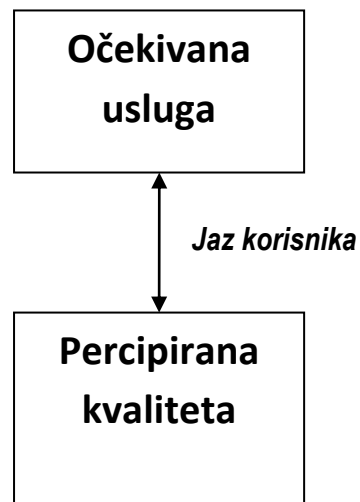 Očekivana
usluga
Jaz korisnika
Percipirana
kvaliteta